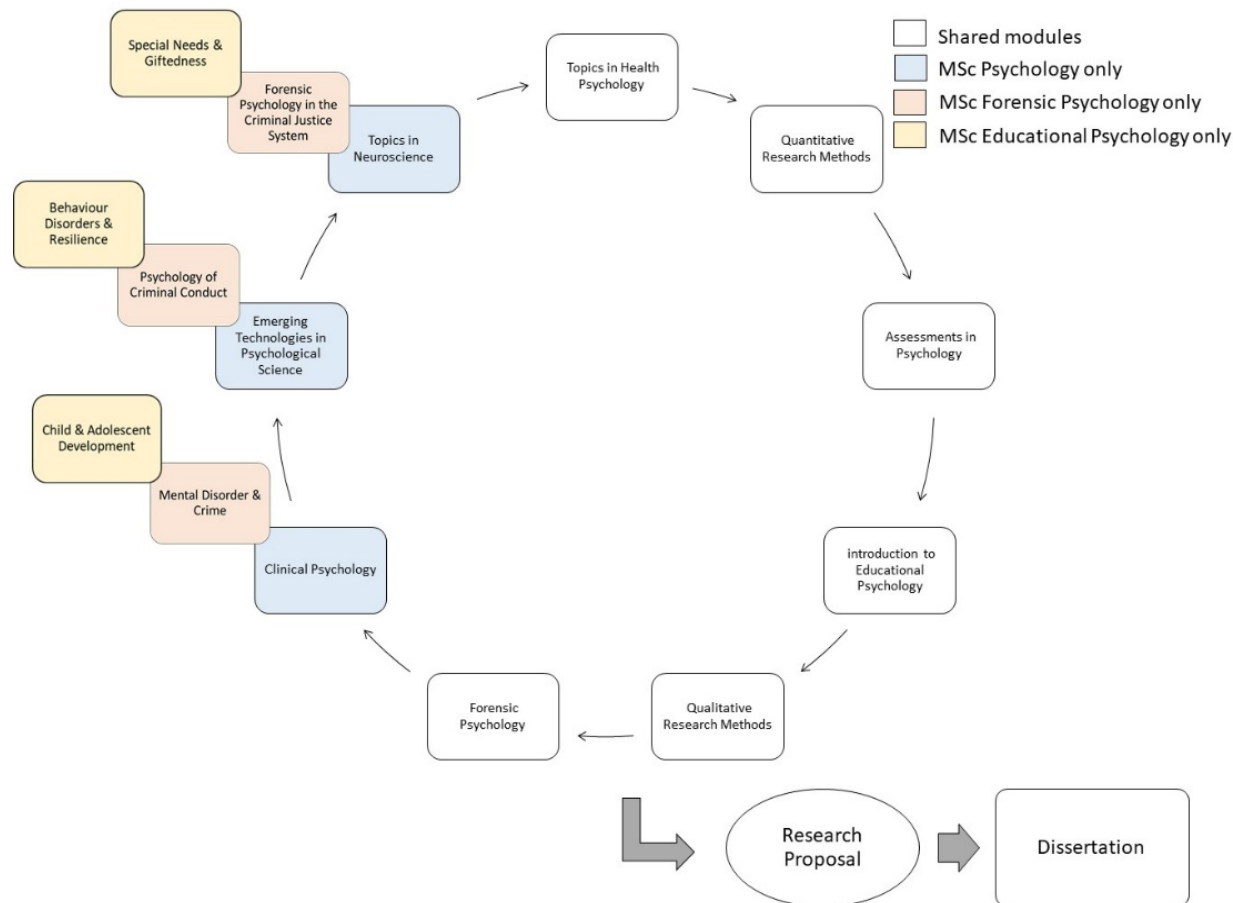 Special Needs &
Giftedness
Forensic
Psychology in the
Criminal Justice
System
Topics in
Neuroscience
Topics in Health
Psychology
Quantitative
Research Methods
Shared modules
MSc Psychology only
MSc Forensic Psychology only
MSc Educational Psychology only
Behaviour
Disorders &
Resilience
Psychology of
Criminal Conduct
Emerging
Technologies in
Psychological
Science
Assessments in
Psychology
Child & Adolescent
Development
Mental Disorder &
Crime
Clinical Psychology
introduction to
Educational
Psychology
Forensic
Psychology
Qualitative
Research Methods
Research
Proposal
Dissertation